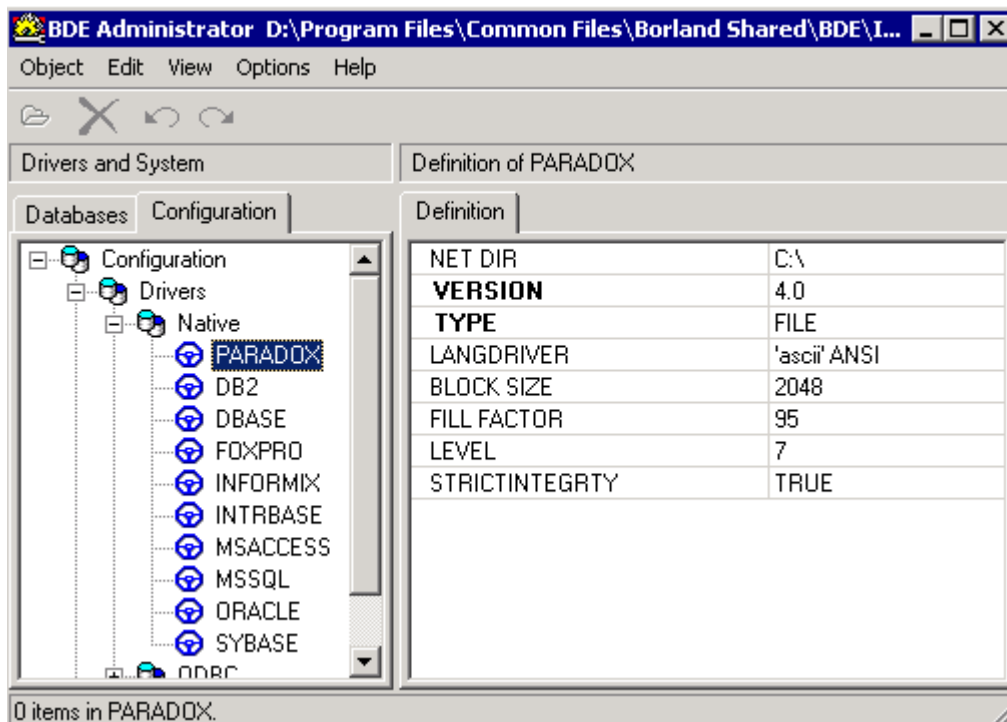 BDE Administrator D:\Program Files\Common Files\Borland Shared\BDE\I...
Object Edit View Options Help
Drivers and System
Definition of PARADOX
Databases Configuration
Definition
Configuration
Drivers
Native
PARADOX
DB2
DBASE
FOXPRO
INFORMIX
INTRBASE
MSACCESS
MSSQL
ORACLE
SYBASE
ODBC
NET DIR C:\
VERSION 4.0
TYPE FILE
LANGDRIVER 'ascii' ANSI
BLOCK SIZE 2048
FILL FACTOR 95
LEVEL 7
STRICTINTEGRTY TRUE
0 items in PARADOX.